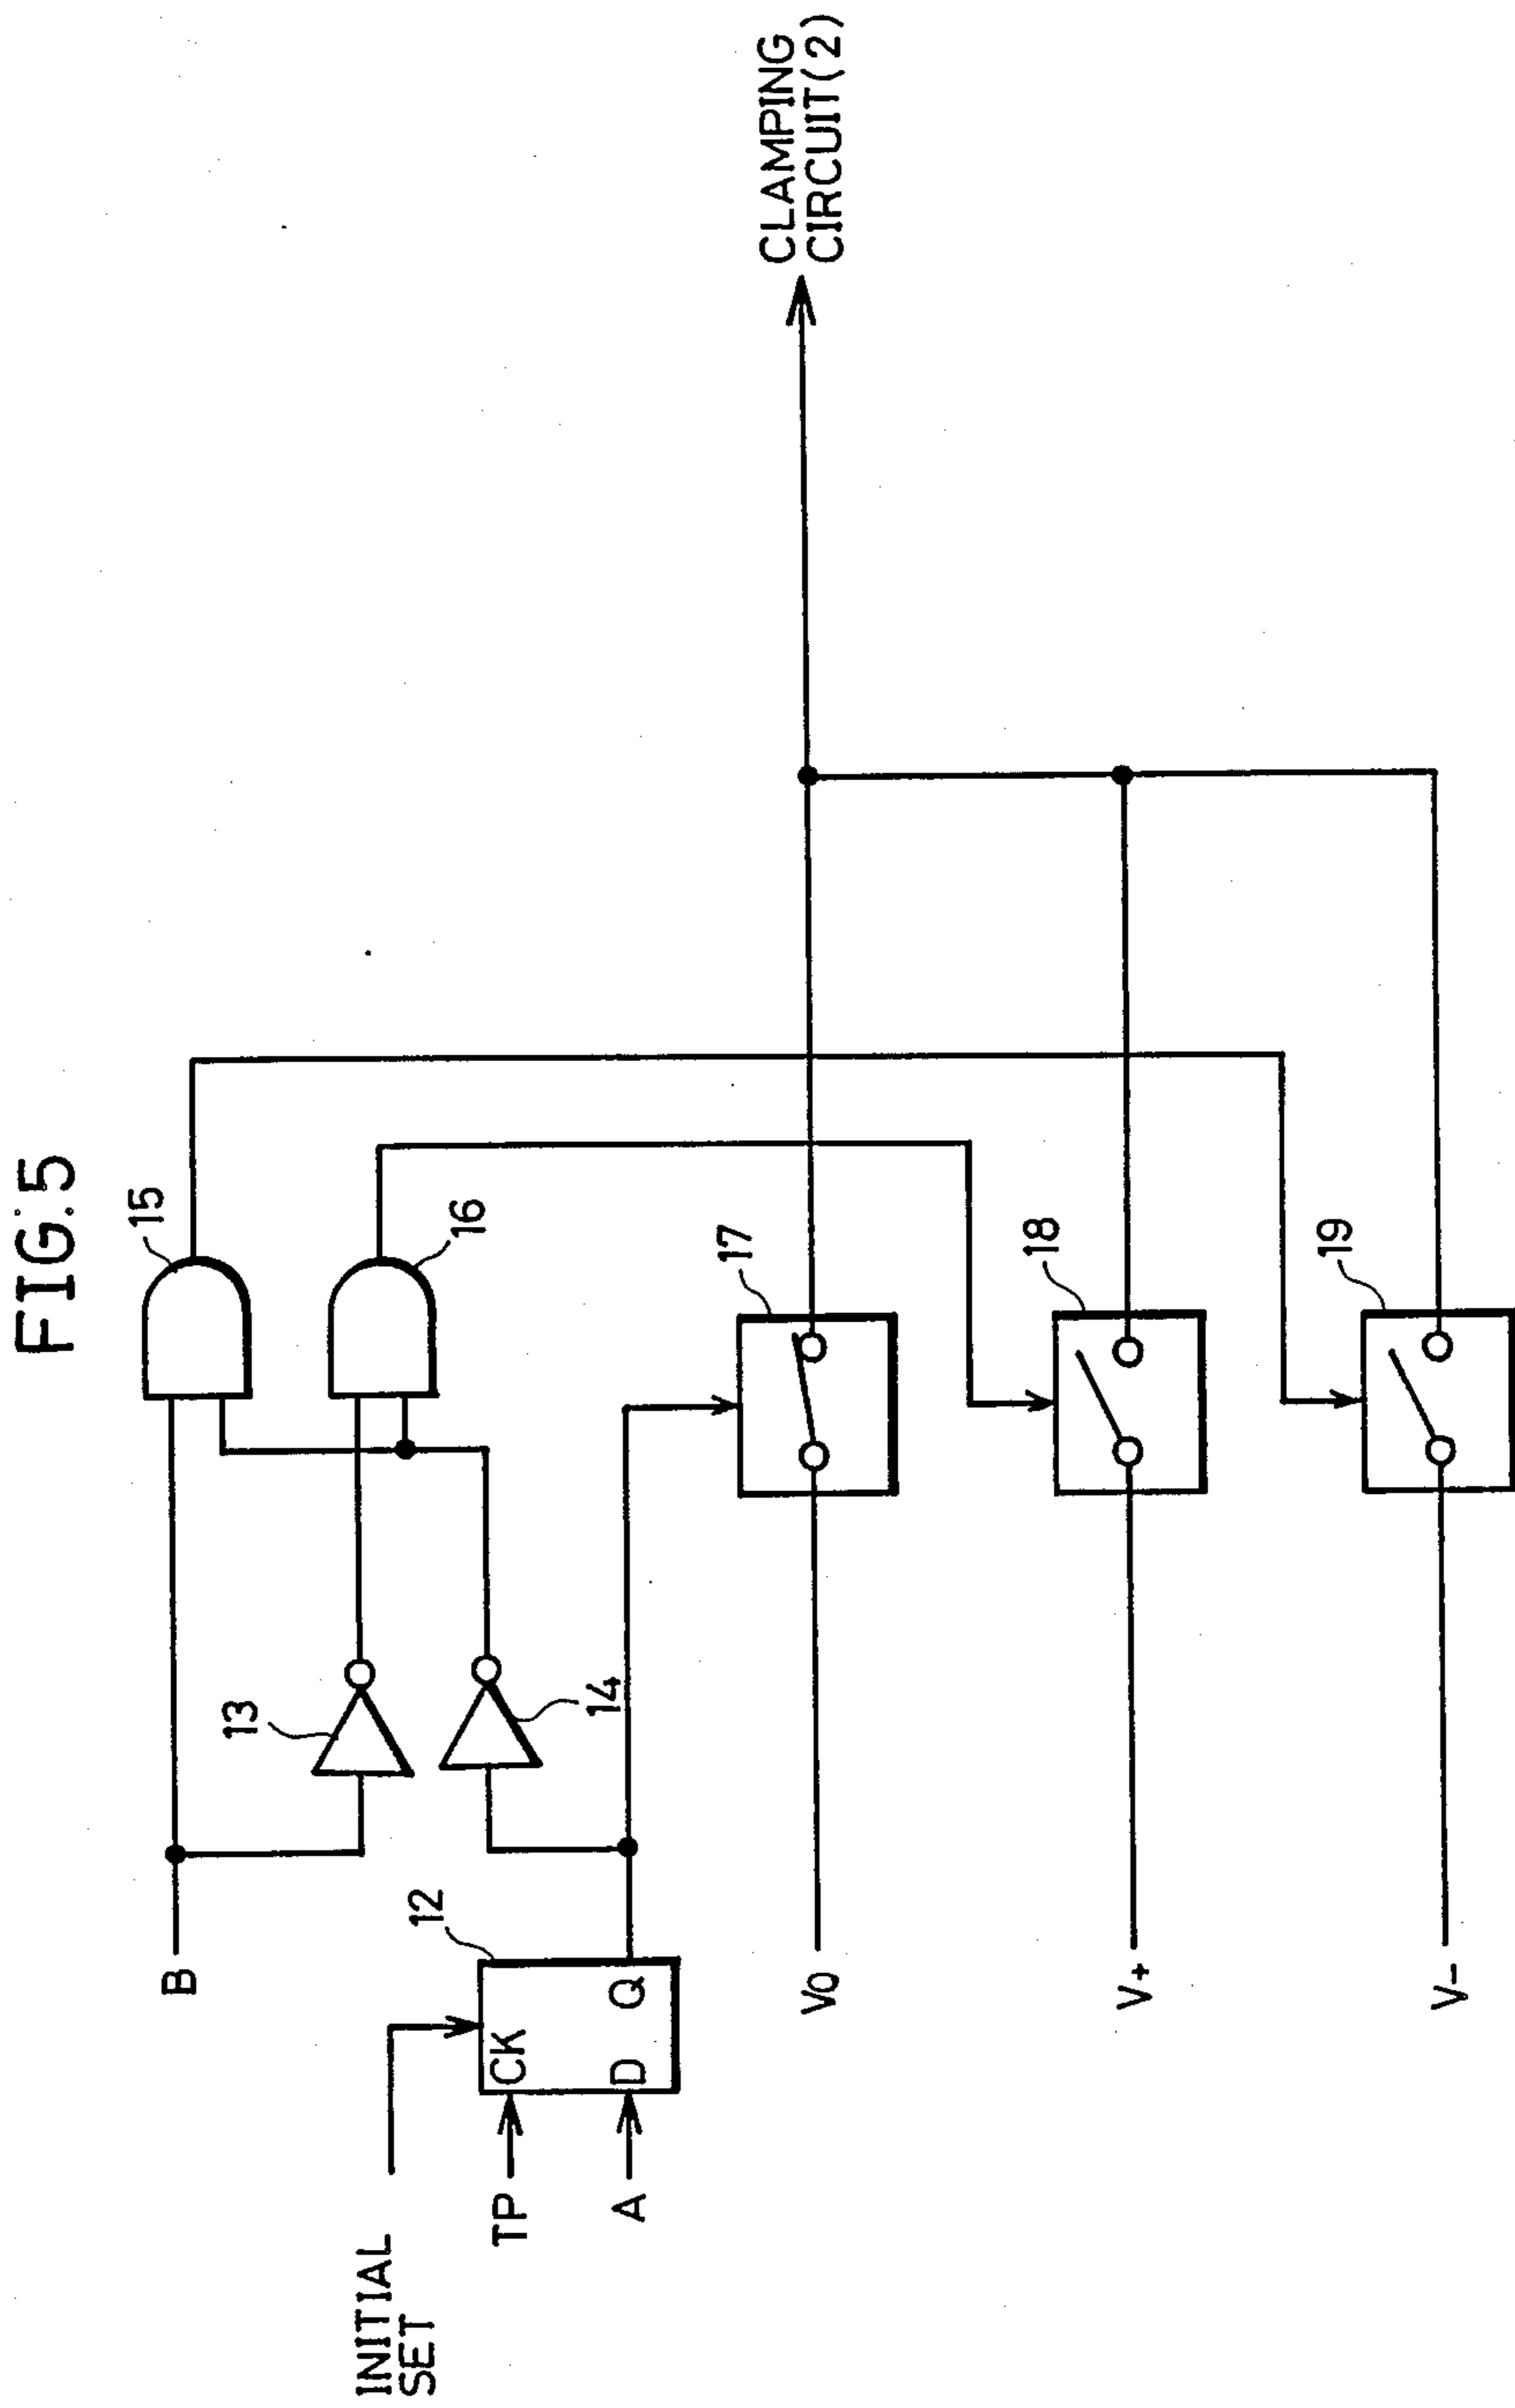 FIG.5
INITIAL
SET
TP
A
CK
D
Q
12
B
13
14
15
16
V0
17
V+
18
V-
19
CLAMPING
CIRCUIT(2)